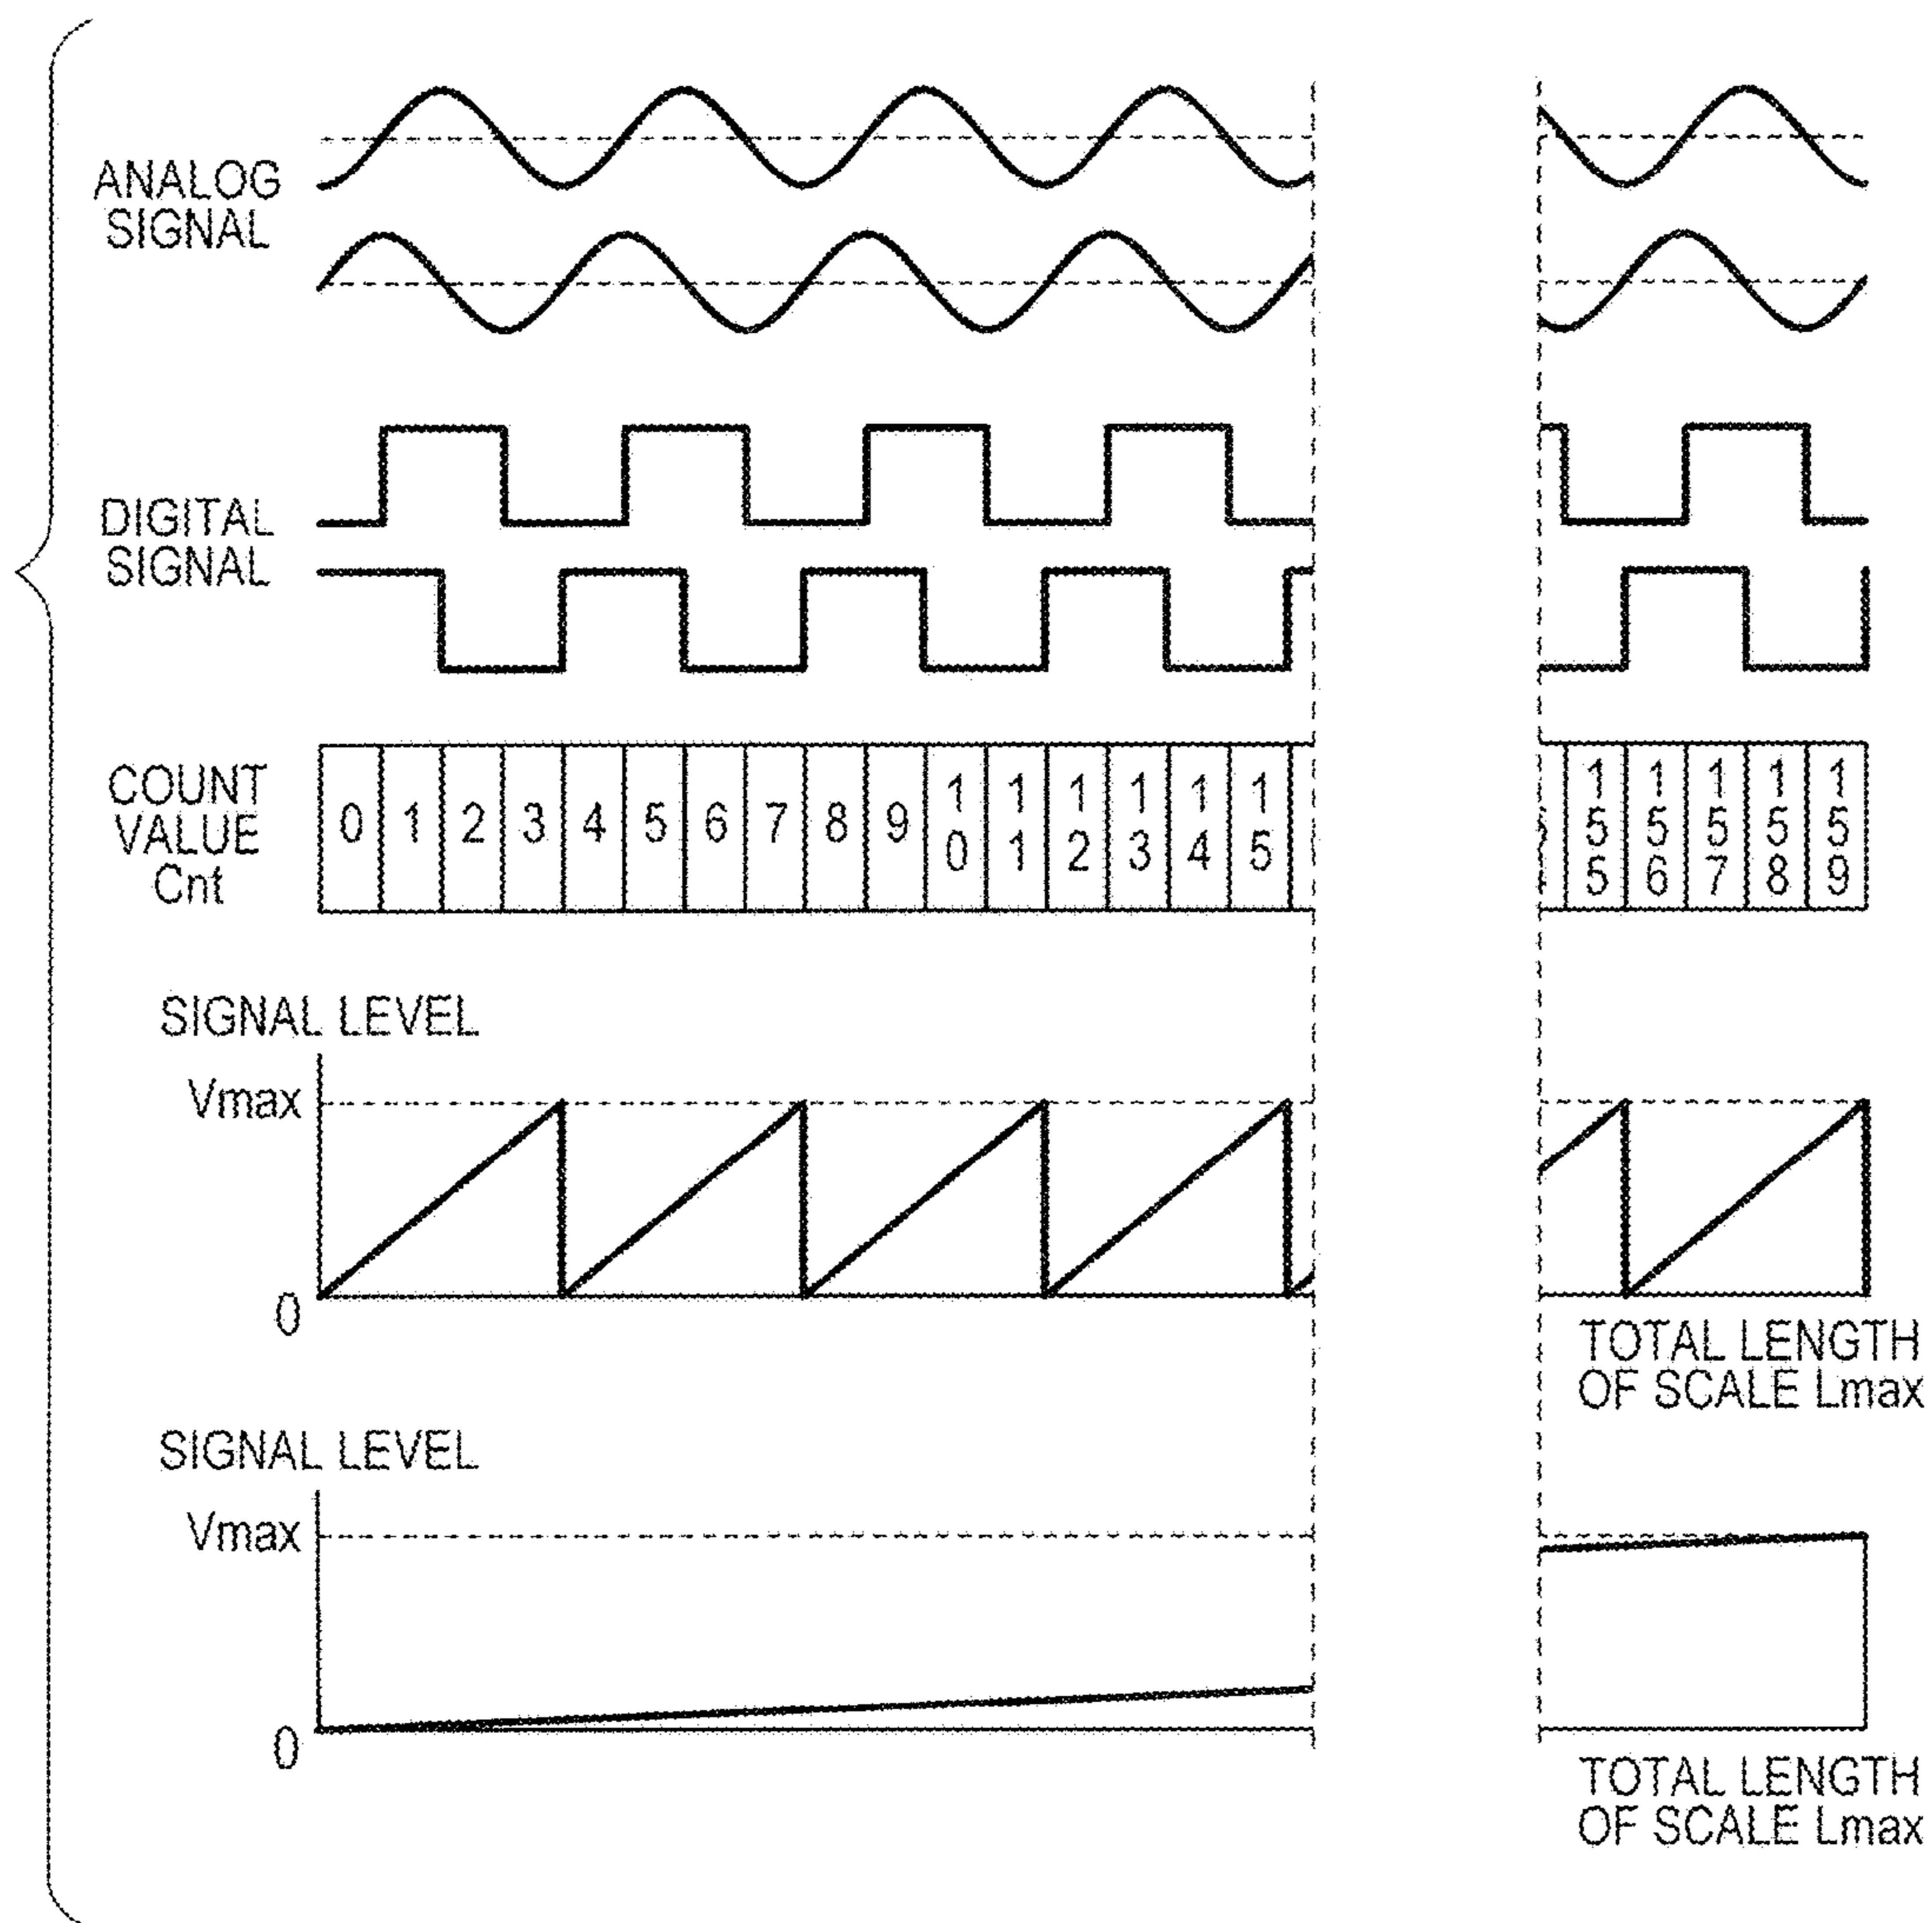 ANALOG
SIGNAL
DIGITAL
SIGNAL
COUNT
VALUE
Cnt
0 1 2 3 4 5 6 7 8 9 10 11 12 13 14 15
155 156 157 158 159
SIGNAL LEVEL
Vmax
0
TOTAL LENGTH
OF SCALE Lmax
SIGNAL LEVEL
Vmax
0
TOTAL LENGTH
OF SCALE Lmax